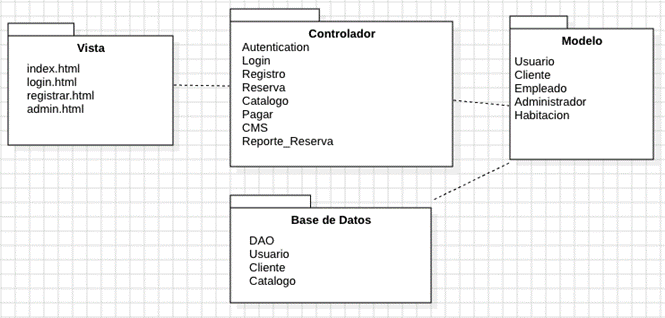 Vista
index.html
login.html
registrar.html
admin.html
Controlador
Autentication
Login
Registro
Reserva
Catalogo
Pagar
CMS
Reporte_Reserva
Modelo
Usuario
Cliente
Empleado
Administrador
Habitacion
Base de Datos
DAO
Usuario
Cliente
Catalogo